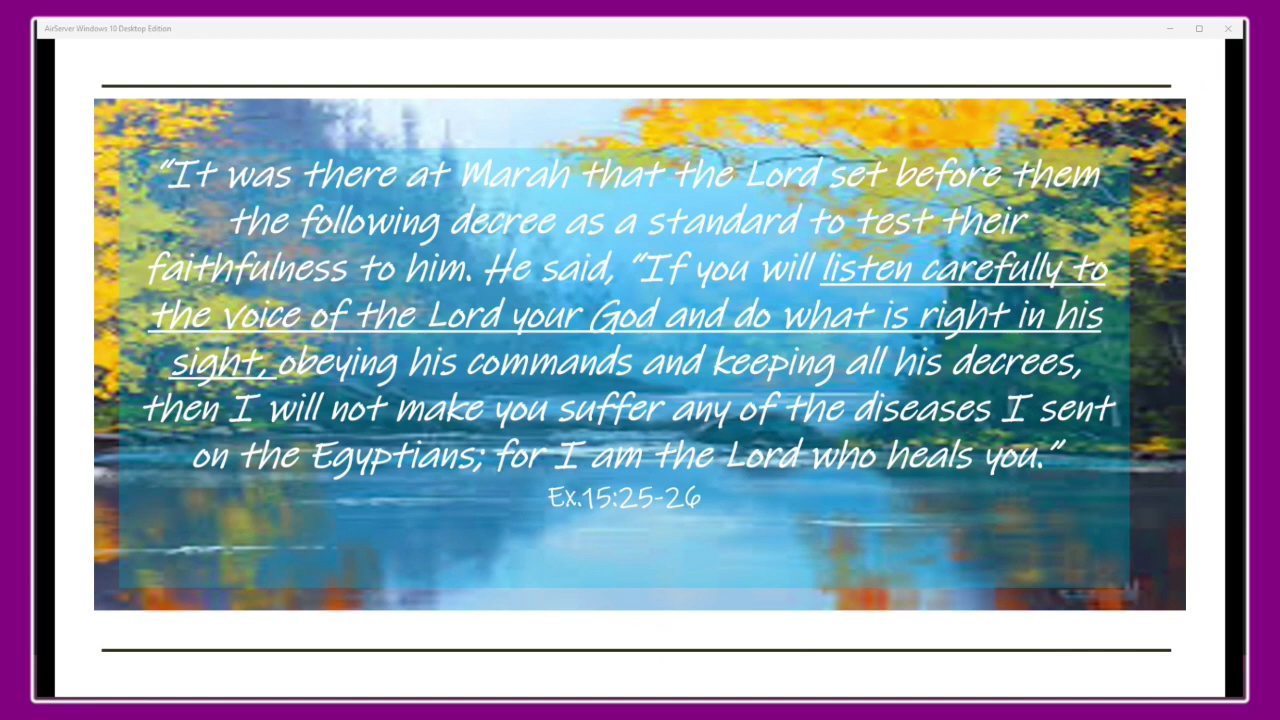 AirServer Windows 10 Desktop Edition
“It was there at Marah that the Lord set before them
the following decree as a standard to test their
faithfulness to him. He said, “If you will listen carefully to
the voice of the Lord your God and do what is right in his
sight, obeying his commands and keeping all his decrees,
then I will not make you suffer any of the diseases I sent
on the Egyptians; for I am the Lord who heals you.”
Ex.15:25-26